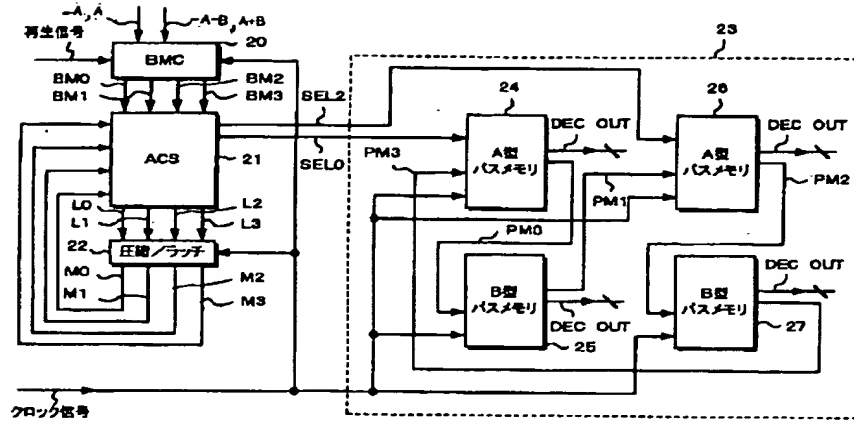 -A, A
-A-B, A+B
再生信号
20
BMC
BM0
BM1
BM2
BM3
SEL2
SEL0
ACS
21
L0
L1
L2
L3
22
圧縮/ラッチ
M0
M1
M2
M3
クロック信号
23
24
A型
パスメモリ
DEC OUT
PM3
PM1
PM0
26
A型
パスメモリ
DEC OUT
PM2
B型
パスメモリ
DEC OUT
25
B型
パスメモリ
DEC OUT
27